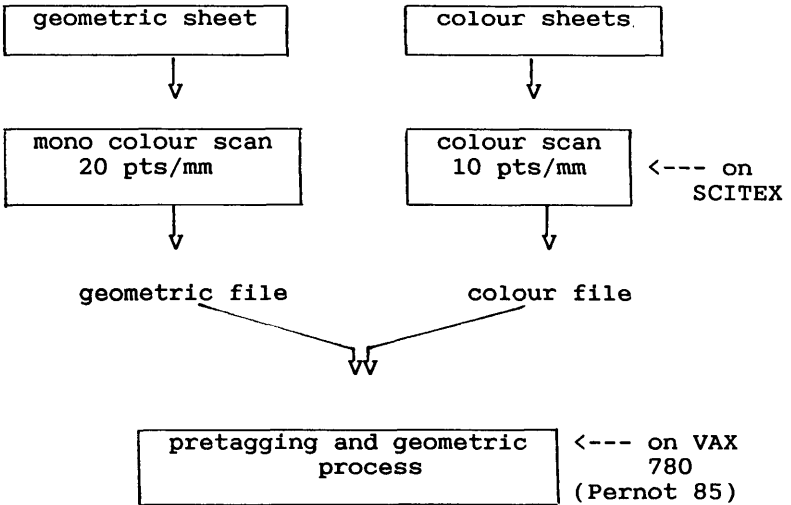 geometric sheet
colour sheets
mono colour scan
20 pts/mm
colour scan
10 pts/mm
<--- on
SCITEX
geometric file
colour file
pretagging and geometric
process
<--- on VAX
780
(Pernot 85)